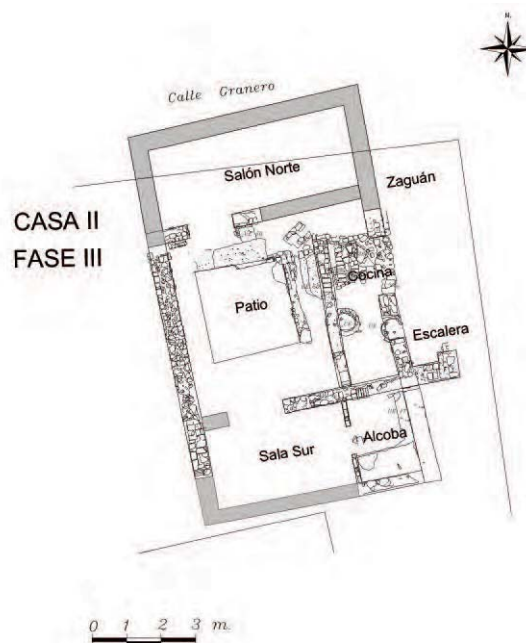 N.
Calle Granero
Salón Norte
Zaguán
CASA II
FASE III
Cocina
Patio
Escalera
Sala Sur
Alcoba
0 1 2 3 m.